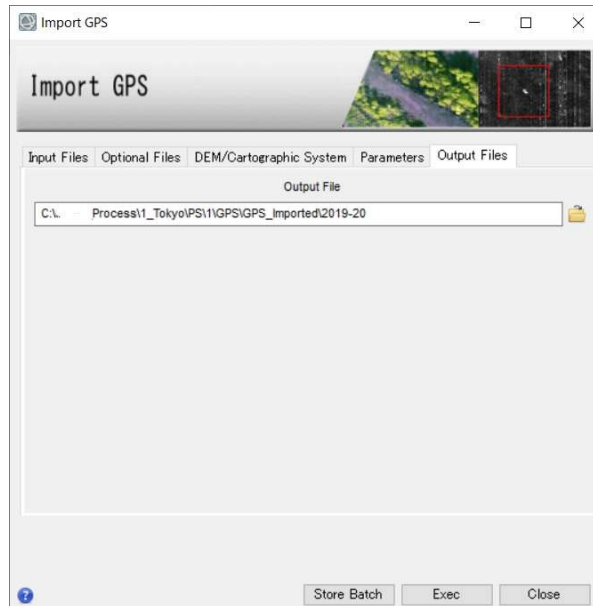 Import GPS
Import GPS
Input Files Optional Files DEM/Cartographic System Parameters Output Files
Output File
C:\. Process\1_Tokyo\PS\1\GPS\GPS_Imported\2019-20
Store Batch Exec Close